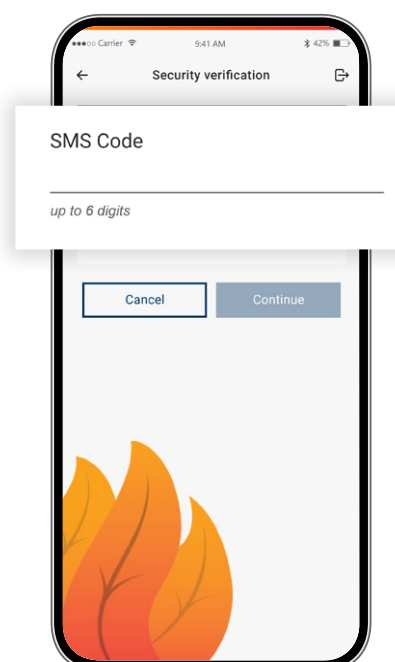 ●●●○○ Carrier 9:41 AM 42%
Security verification
SMS Code
up to 6 digits
Cancel Continue